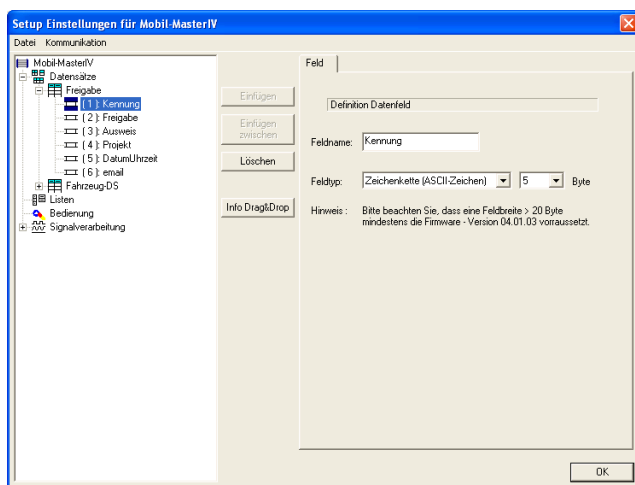 Setup Einstellungen für Mobil-MasterIV
Datei Kommunikation
Mobil-MasterIV
Datensätze
Freigabe
( 1 ): Kennung
( 2 ): Freigabe
( 3 ): Ausweis
( 4 ): Projekt
( 5 ): DatumUhrzeit
( 6 ): email
Fahrzeug-DS
Listen
Bedienung
Signalverarbeitung
Einfügen
Einfügen
zwischen
Löschen
Info Drag&Drop
Feld
Definition Datenfeld
Feldname: Kennung
Feldtyp: Zeichenkette (ASCII-Zeichen) 5 Byte
Hinweis : Bitte beachten Sie, dass eine Feldbreite > 20 Byte
mindestens die Firmware - Version 04.01.03 vorraussetzt.
OK